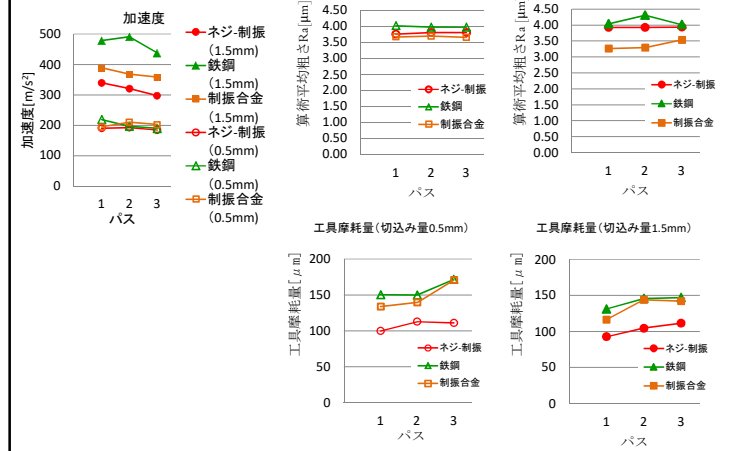 加速度
加速度[m/s²]
500
400
300
200
100
0
1 2 3
パス
ネジ-制振
(1.5mm)
鉄鋼
(1.5mm)
制振合金
(1.5mm)
ネジ-制振
(0.5mm)
鉄鋼
(0.5mm)
制振合金
(0.5mm)
算術平均粗さRa[μm]
4.50
4.00
3.50
3.00
2.50
2.00
1.50
1.00
0.50
0.00
1 2 3
パス
ネジ-制振
鉄鋼
制振合金
算術平均粗さRa[μm]
4.50
4.00
3.50
3.00
2.50
2.00
1.50
1.00
0.50
0.00
1 2 3
パス
ネジ-制振
鉄鋼
制振合金
工具摩耗量(切込み量0.5mm)
工具摩耗量[μm]
200
150
100
50
0
1 2 3
パス
ネジ-制振
鉄鋼
制振合金
工具摩耗量(切込み量1.5mm)
工具摩耗量[μm]
200
150
100
50
0
1 2 3
パス
ネジ-制振
鉄鋼
制振合金